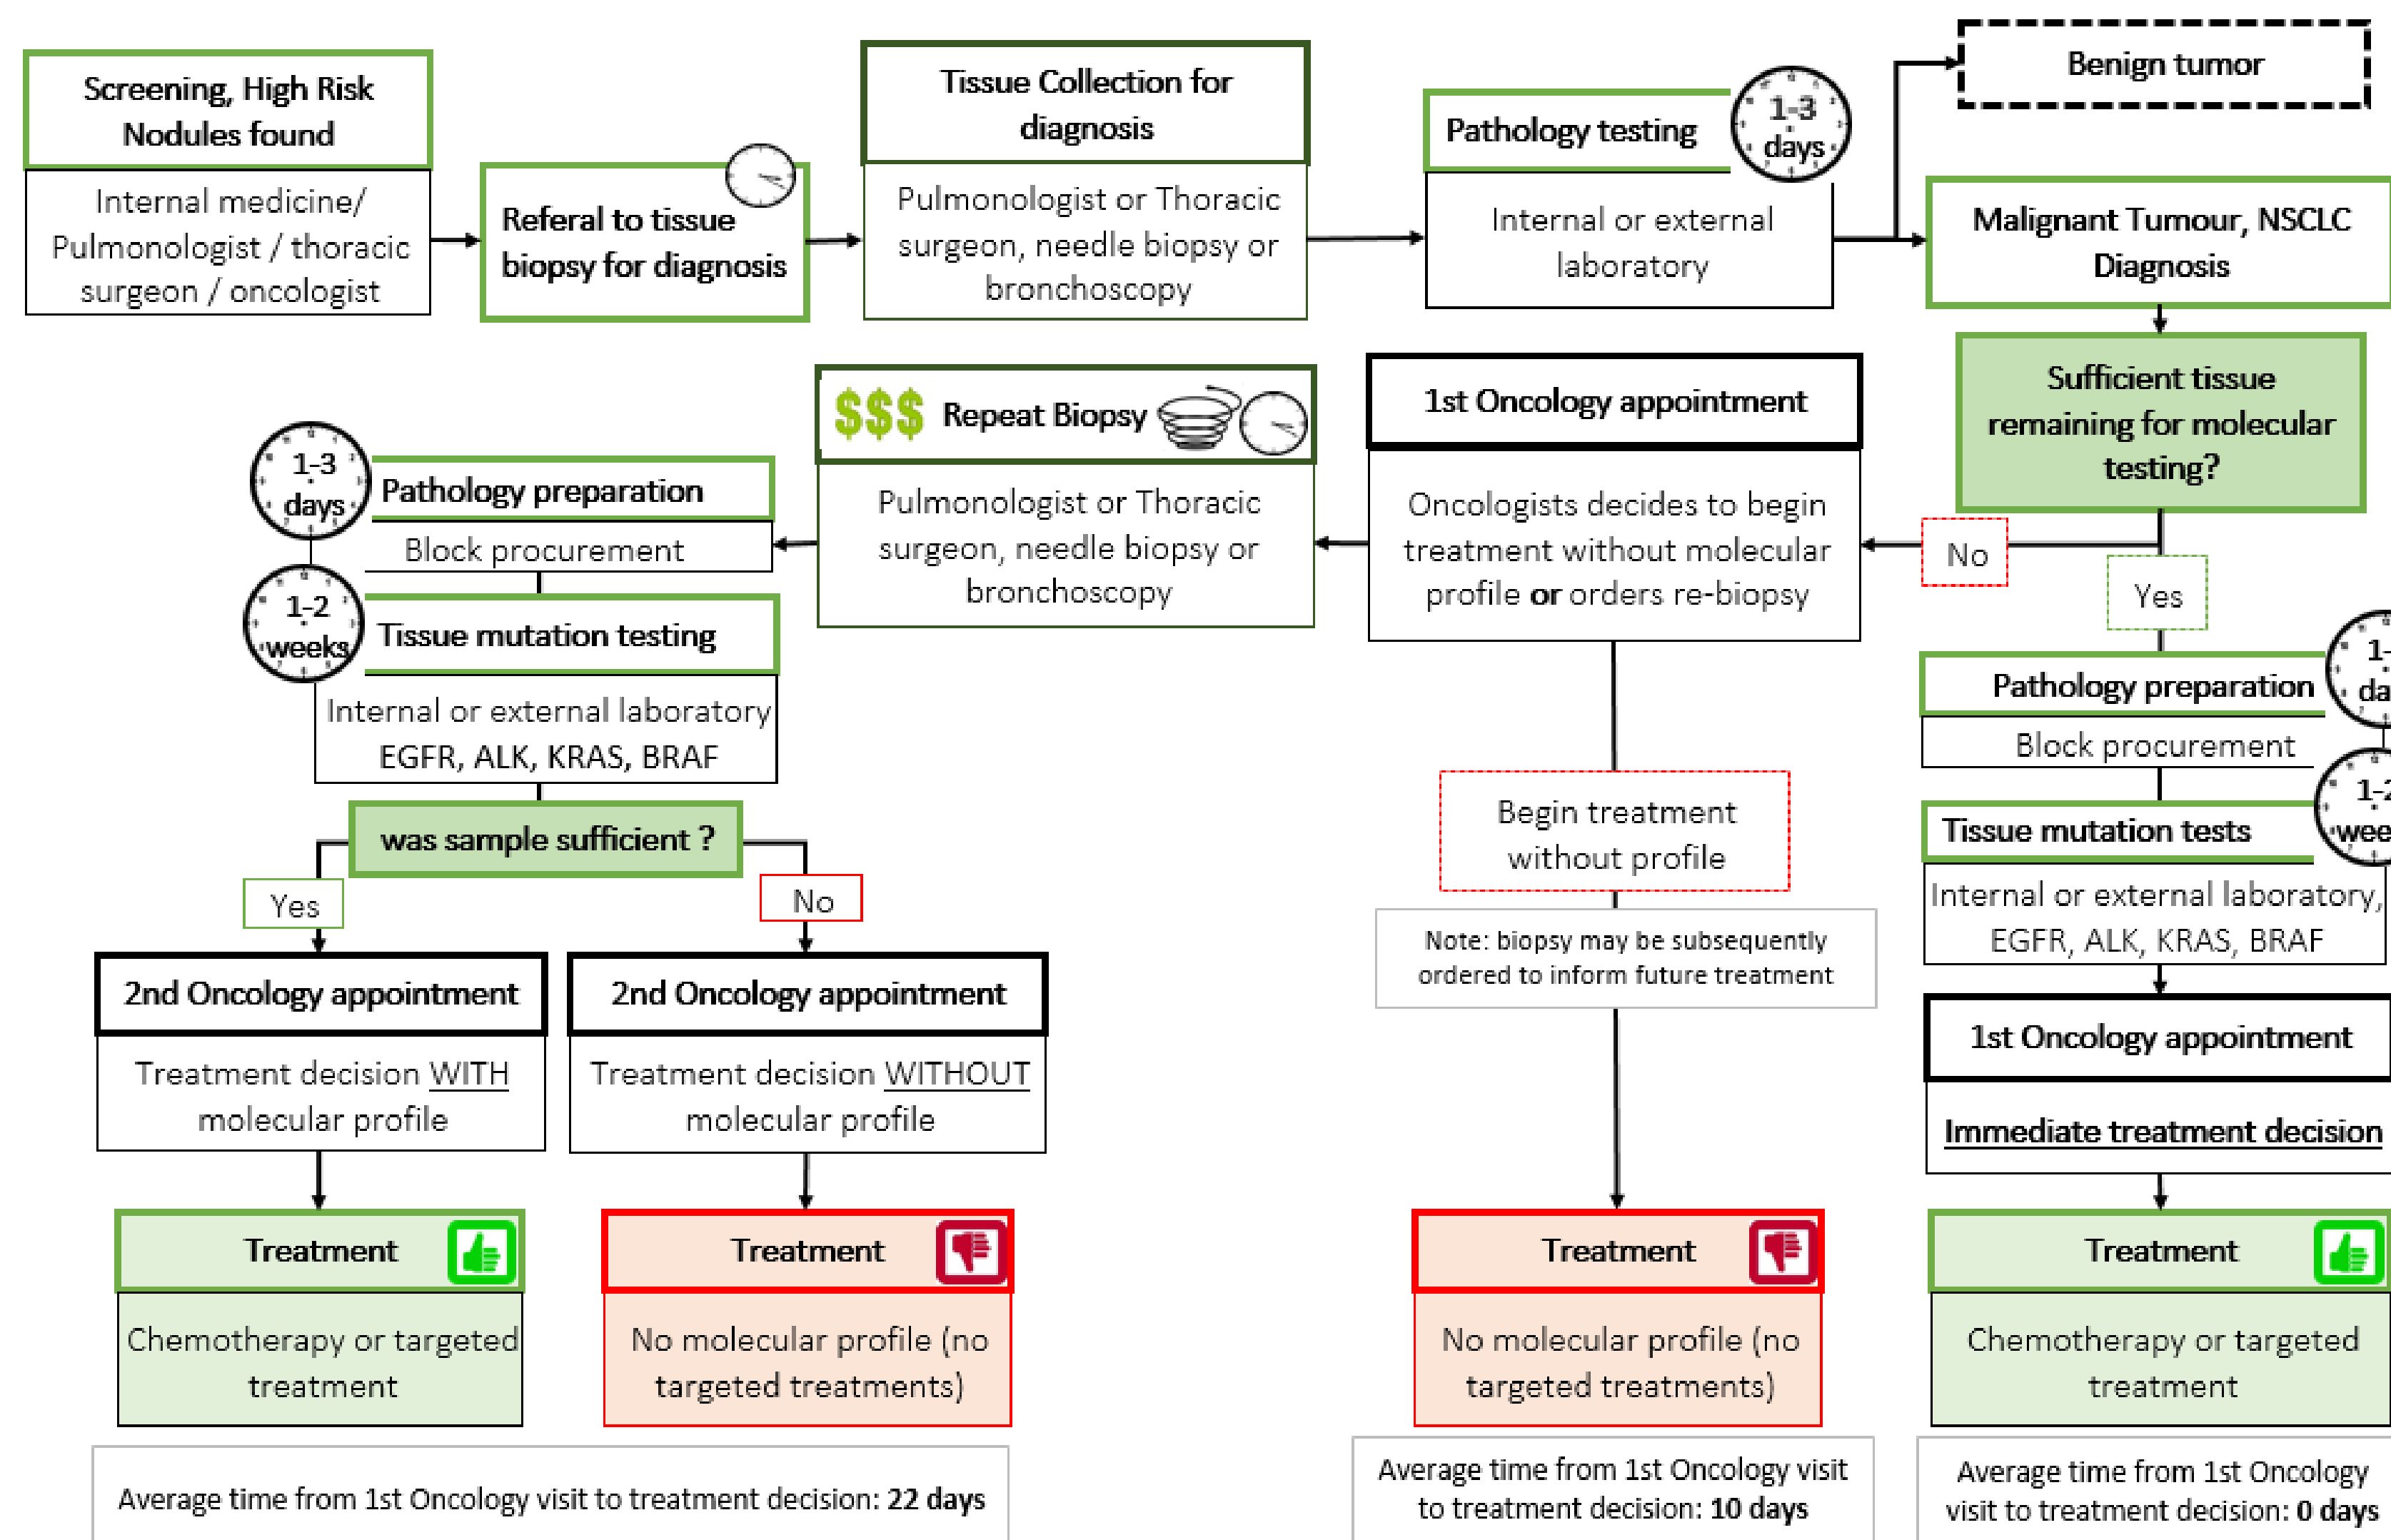 Screening, High Risk
Nodules found
Internal medicine/
Pulmonologist / thoracic
surgeon / oncologist
Referal to tissue
biopsy for diagnosis
Tissue Collection for
diagnosis
Pulmonologist or Thoracic
surgeon, needle biopsy or
bronchoscopy
Pathology testing
1-3
days
Internal or external
laboratory
Benign tumor
Malignant Tumour, NSCLC
Diagnosis
Sufficient tissue
remaining for molecular
testing?
No
Yes
1st Oncology appointment
Oncologists decides to begin
treatment without molecular
profile or orders re-biopsy
$$$ Repeat Biopsy
Pulmonologist or Thoracic
surgeon, needle biopsy or
bronchoscopy
1-3
days
Pathology preparation
Block procurement
1-2
weeks
Tissue mutation testing
Internal or external laboratory
EGFR, ALK, KRAS, BRAF
was sample sufficient ?
Yes
No
2nd Oncology appointment
Treatment decision WITH
molecular profile
Treatment
Chemotherapy or targeted
treatment
2nd Oncology appointment
Treatment decision WITHOUT
molecular profile
Treatment
No molecular profile (no
targeted treatments)
Average time from 1st Oncology visit to treatment decision: 22 days
Begin treatment
without profile
Note: biopsy may be subsequently
ordered to inform future treatment
Treatment
No molecular profile (no
targeted treatments)
Average time from 1st Oncology visit
to treatment decision: 10 days
Pathology preparation
1-
da
Block procurement
Tissue mutation tests
1-2
wee
Internal or external laboratory,
EGFR, ALK, KRAS, BRAF
1st Oncology appointment
Immediate treatment decision
Treatment
Chemotherapy or targeted
treatment
Average time from 1st Oncology
visit to treatment decision: 0 days